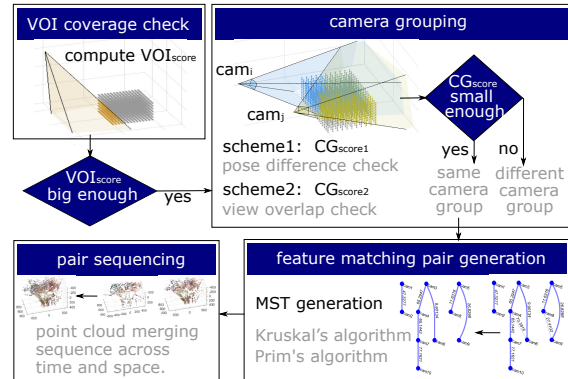 VOI coverage check
compute VOIscore
VOIscore
big enough
yes
camera grouping
cami
camj
scheme1: CGscore1
pose difference check
scheme2: CGscore2
view overlap check
CGscore
small
enough
yes
no
same
camera
group
different
camera
group
feature matching pair generation
MST generation
Kruskal's algorithm
Prim's algorithm
pair sequencing
point cloud merging
sequence across
time and space.